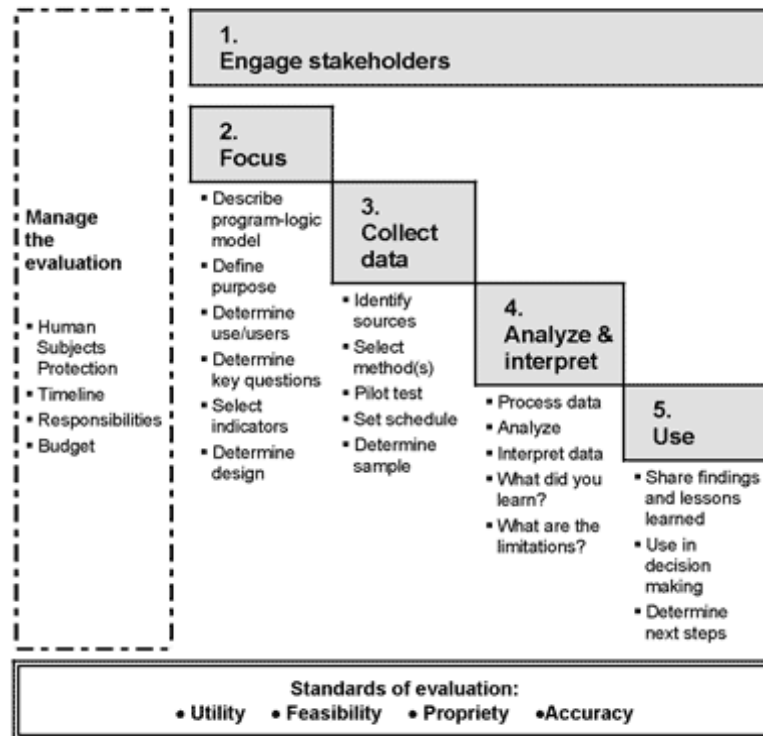 1.
Engage stakeholders
Manage
the
evaluation
▪ Human
Subjects
Protection
▪ Timeline
▪ Responsibilities
▪ Budget
2.
Focus
▪ Describe
program-logic
model
▪ Define
purpose
▪ Determine
use/users
▪ Determine
key questions
▪ Select
indicators
▪ Determine
design
3.
Collect
data
▪ Identify
sources
▪ Select
method(s)
▪ Pilot test
▪ Set schedule
▪ Determine
sample
4.
Analyze &
interpret
▪ Process data
▪ Analyze
▪ Interpret data
▪ What did you
learn?
▪ What are the
limitations?
5.
Use
▪ Share findings
and lessons
learned
▪ Use in
decision
making
▪ Determine
next steps
Standards of evaluation:
● Utility ● Feasibility ● Propriety ●Accuracy